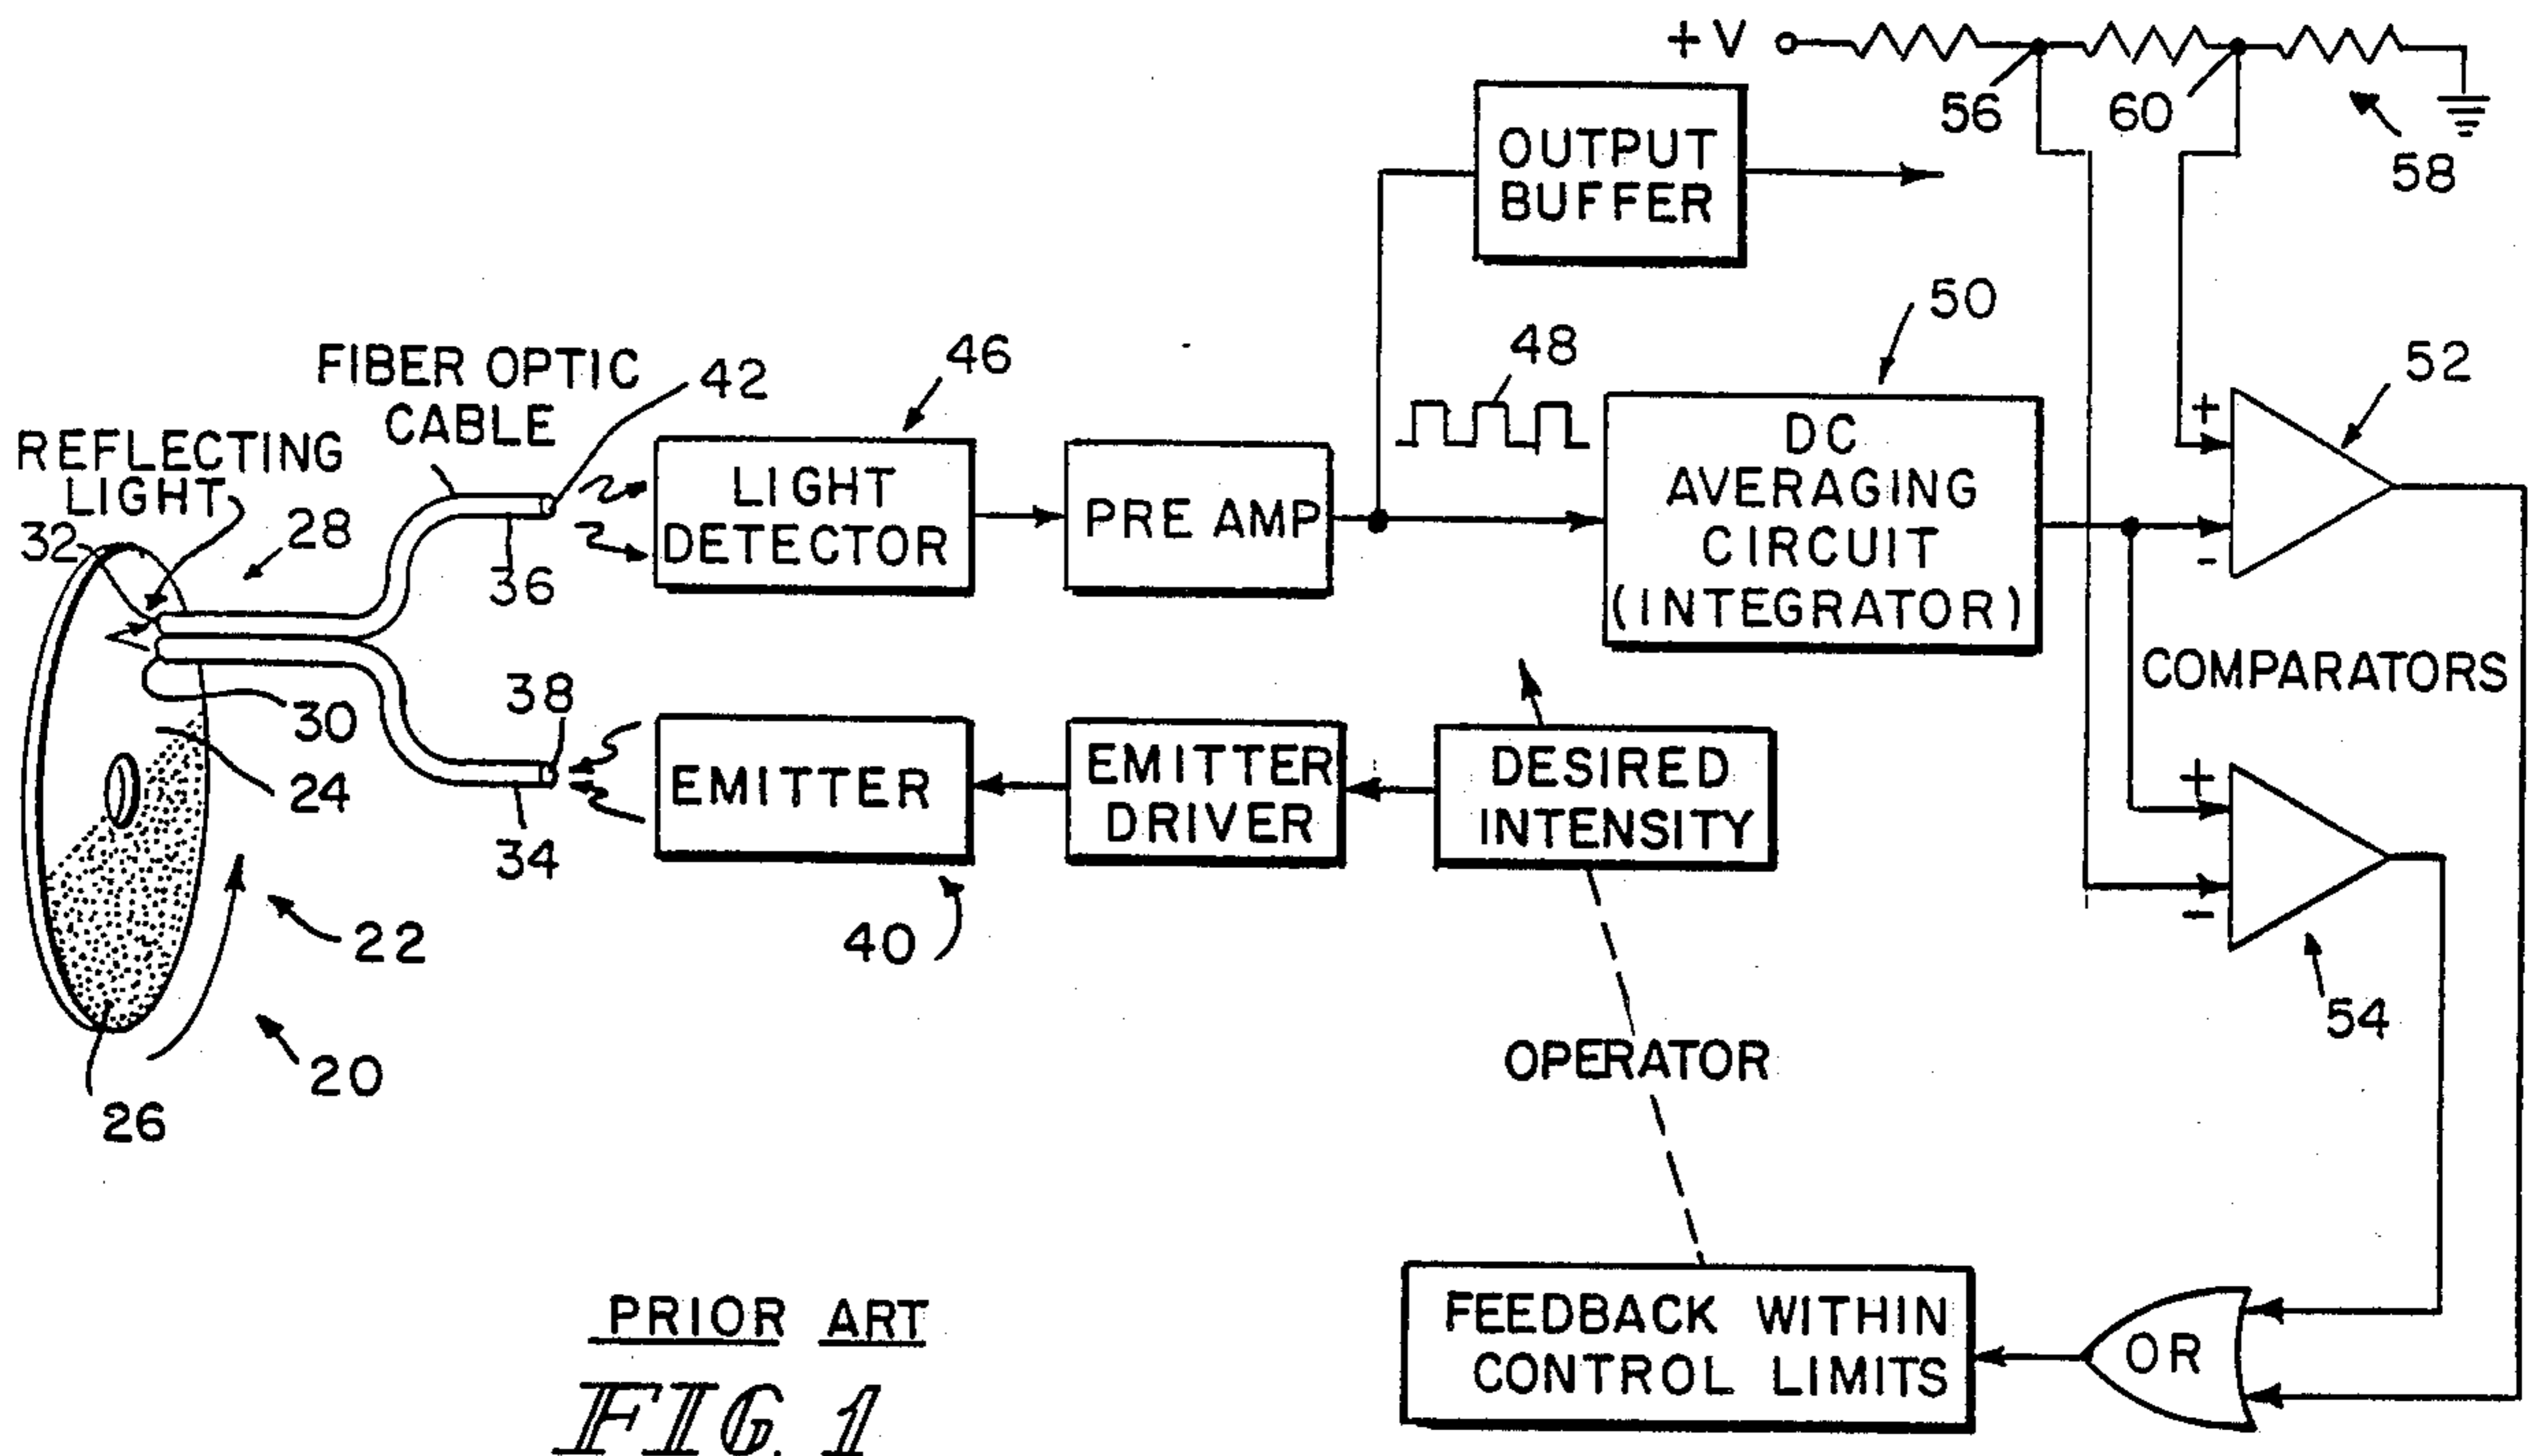 +V
56
60
58
OUTPUT
BUFFER
50
48
52
FIBER OPTIC
CABLE
42
46
REFLECTING
LIGHT
32
28
36
LIGHT
DETECTOR
PRE AMP
DC
AVERAGING
CIRCUIT
(INTEGRATOR)
+
-
COMPARATORS
30
38
24
34
EMITTER
EMITTER
DRIVER
DESIRED
INTENSITY
+
-
22
40
20
26
54
OPERATOR
FEEDBACK WITHIN
CONTROL LIMITS
OR
PRIOR ART
FIG. 1